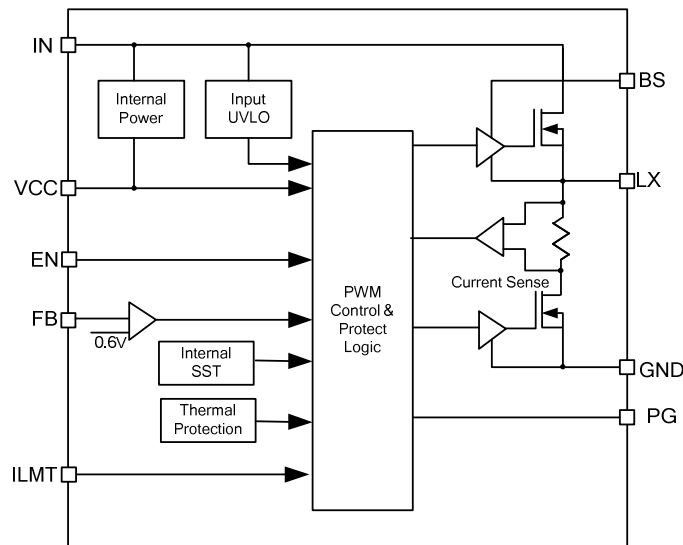 IN
BS
Internal
Power
Input
UVLO
VCC
LX
EN
Current Sense
FB
0.6V
PWM
Control &
Protect
Logic
Internal
SST
GND
Thermal
Protection
PG
ILMT